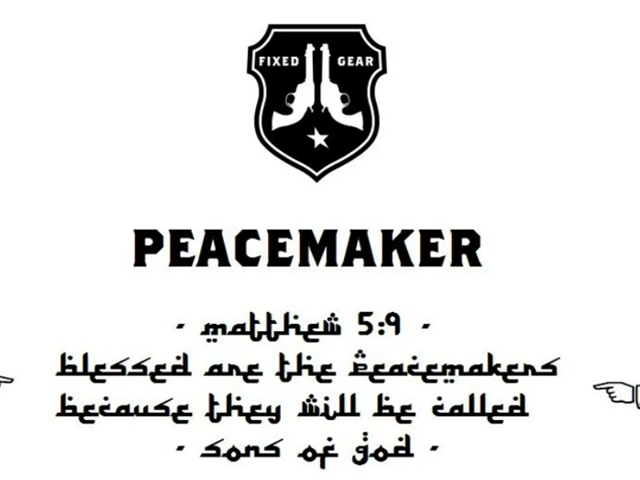 FIXED GEAR
PEACEMAKER
- matthew 5:9 -
blessed are the peacemakers
because they will be called
- sons of god -